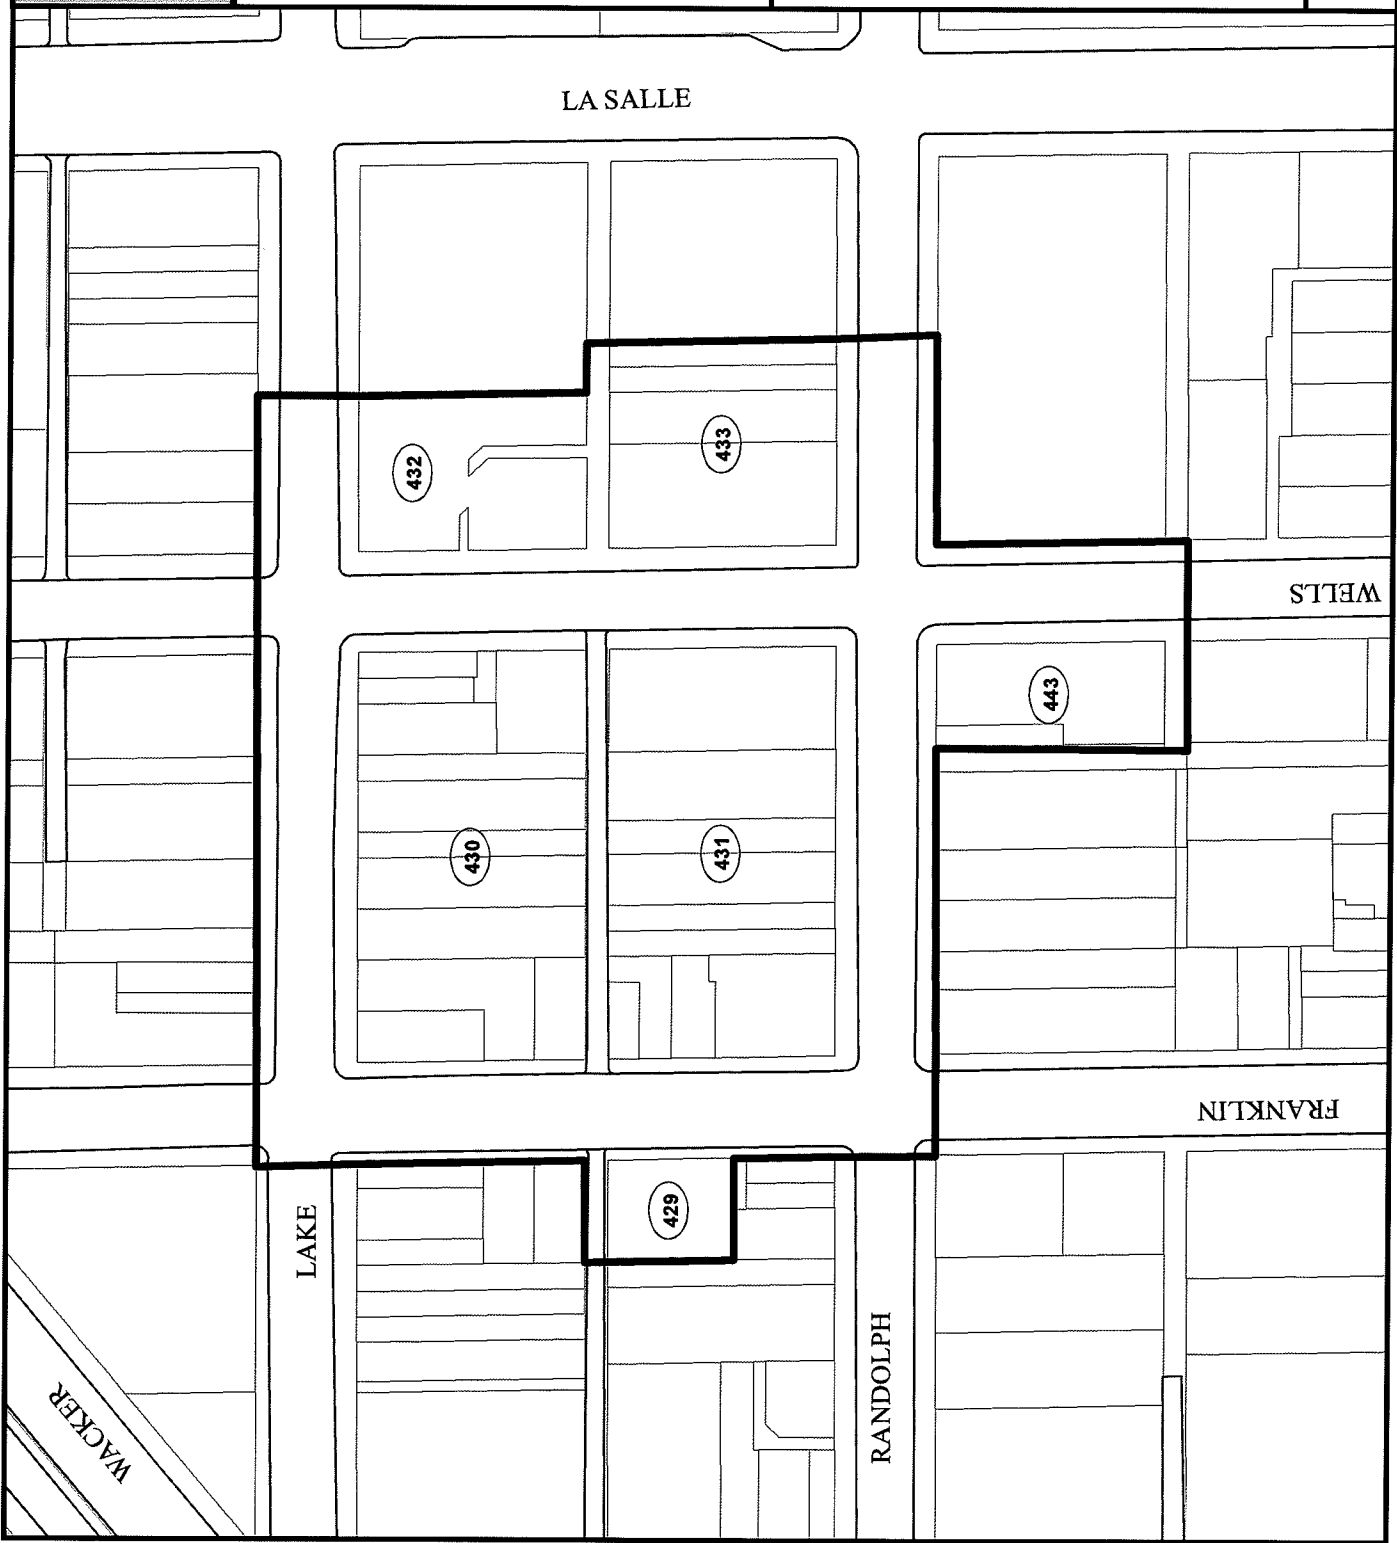 LA SALLE
432
433
WELLS
443
430
431
FRANKLIN
LAKE
429
RANDOLPH
WACKER